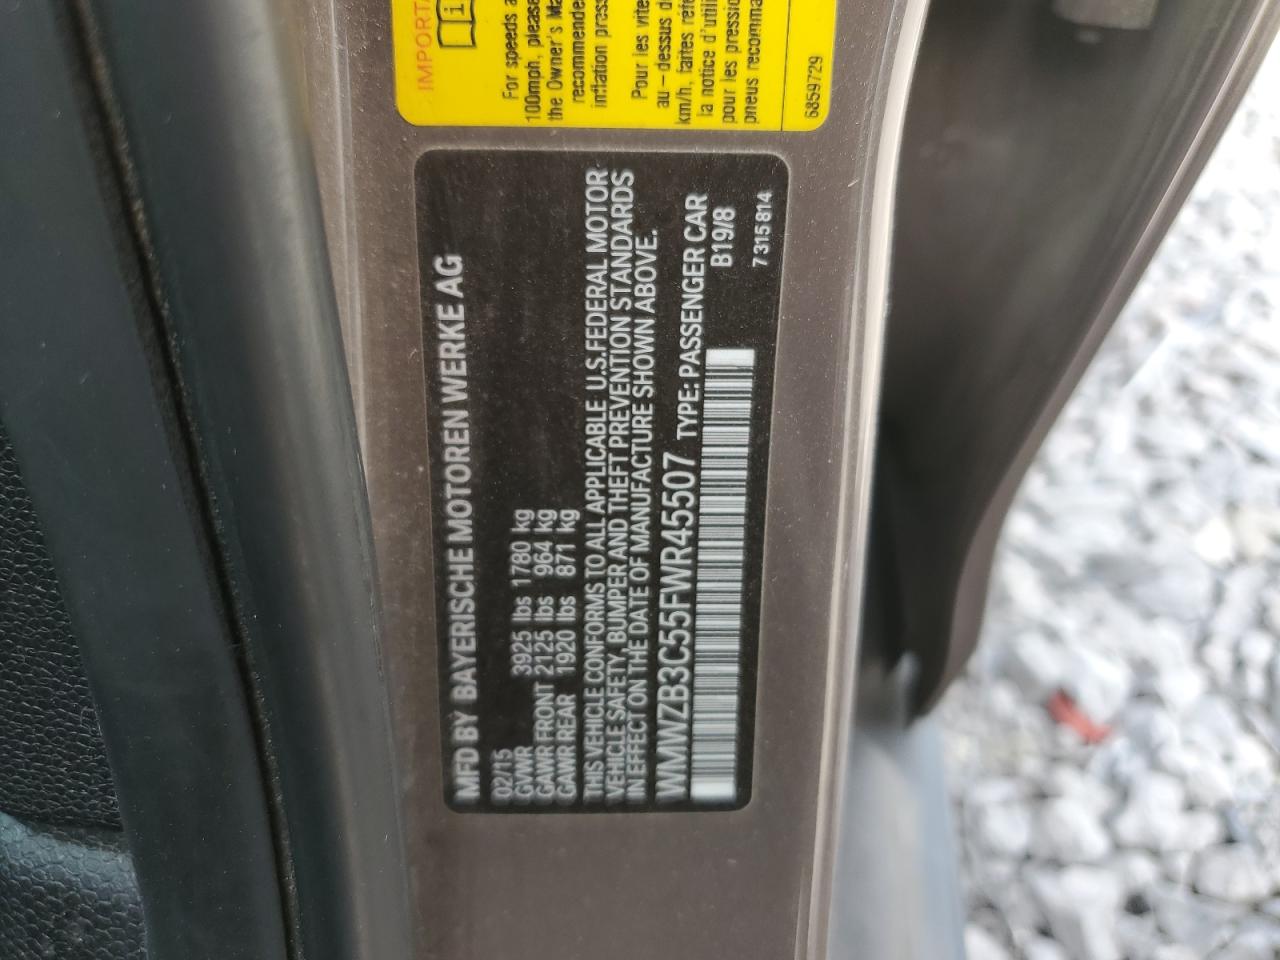 IMPORTA
For speeds a
100mph, please
the Owner's Ma
recommende
inflation press
Pour les vite
au - dessus d
km/h, faites réfé
la notice d'utili
pour les pressio
pneus recomma
6859729
MFD BY BAYERISCHE MOTOREN WERKE AG
02/15
GVWR 3925 lbs 1780 kg
GAWR FRONT 2125 lbs 964 kg
GAWR REAR 1920 lbs 871 kg
THIS VEHICLE CONFORMS TO ALL APPLICABLE U.S.FEDERAL MOTOR
VEHICLE SAFETY, BUMPER AND THEFT PREVENTION STANDARDS
IN EFFECT ON THE DATE OF MANUFACTURE SHOWN ABOVE.
WMWZB3C55FWR45507 TYPE: PASSENGER CAR
B19/8
7 315 814